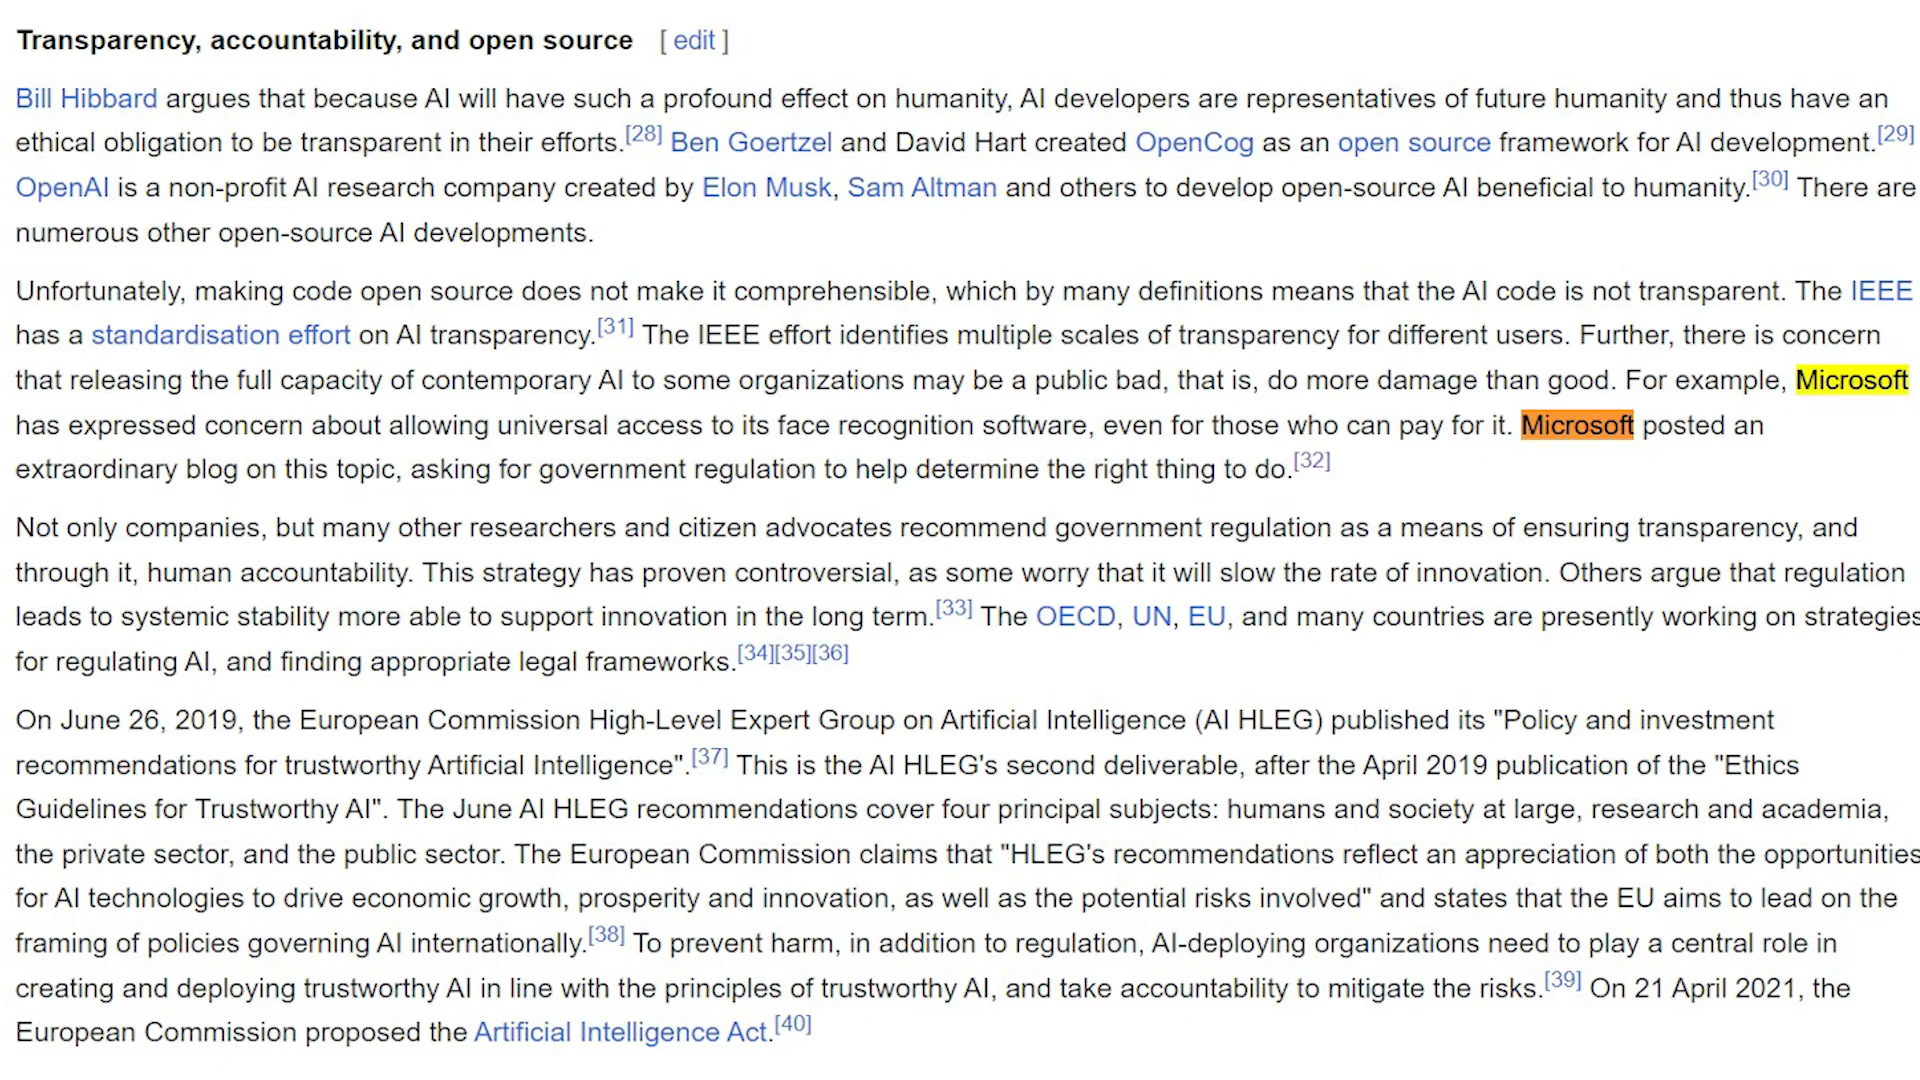 Transparency, accountability, and open source [ edit ]
Bill Hibbard argues that because AI will have such a profound effect on humanity, AI developers are representatives of future humanity and thus have an
ethical obligation to be transparent in their efforts.[28] Ben Goertzel and David Hart created OpenCog as an open source framework for AI development.[29]
OpenAI is a non-profit AI research company created by Elon Musk, Sam Altman and others to develop open-source AI beneficial to humanity.[30] There are
numerous other open-source AI developments.
Unfortunately, making code open source does not make it comprehensible, which by many definitions means that the AI code is not transparent. The IEEE
has a standardisation effort on AI transparency.[31] The IEEE effort identifies multiple scales of transparency for different users. Further, there is concern
that releasing the full capacity of contemporary AI to some organizations may be a public bad, that is, do more damage than good. For example, Microsoft
has expressed concern about allowing universal access to its face recognition software, even for those who can pay for it. Microsoft posted an
extraordinary blog on this topic, asking for government regulation to help determine the right thing to do.[32]
Not only companies, but many other researchers and citizen advocates recommend government regulation as a means of ensuring transparency, and
through it, human accountability. This strategy has proven controversial, as some worry that it will slow the rate of innovation. Others argue that regulation
leads to systemic stability more able to support innovation in the long term.[33] The OECD, UN, EU, and many countries are presently working on strategies
for regulating AI, and finding appropriate legal frameworks.[34][35][36]
On June 26, 2019, the European Commission High-Level Expert Group on Artificial Intelligence (AI HLEG) published its "Policy and investment
recommendations for trustworthy Artificial Intelligence".[37] This is the AI HLEG's second deliverable, after the April 2019 publication of the "Ethics
Guidelines for Trustworthy AI". The June AI HLEG recommendations cover four principal subjects: humans and society at large, research and academia,
the private sector, and the public sector. The European Commission claims that "HLEG's recommendations reflect an appreciation of both the opportunities
for AI technologies to drive economic growth, prosperity and innovation, as well as the potential risks involved" and states that the EU aims to lead on the
framing of policies governing AI internationally.[38] To prevent harm, in addition to regulation, AI-deploying organizations need to play a central role in
creating and deploying trustworthy AI in line with the principles of trustworthy AI, and take accountability to mitigate the risks.[39] On 21 April 2021, the
European Commission proposed the Artificial Intelligence Act.[40]